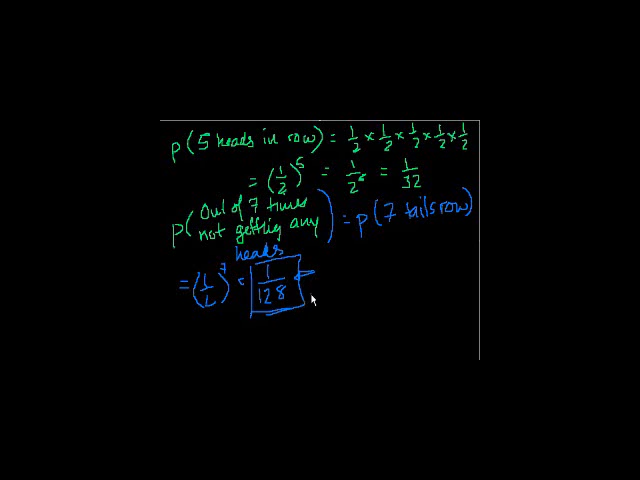 P(5 heads in row) = 1/2 × 1/2 × 1/2 × 1/2 × 1/2
= (1/2)^5 = 1/2^5 = 1/32
P(Out of 7 times not getting any heads) = P(7 tails row)
= (1/2)^7 = 1/128